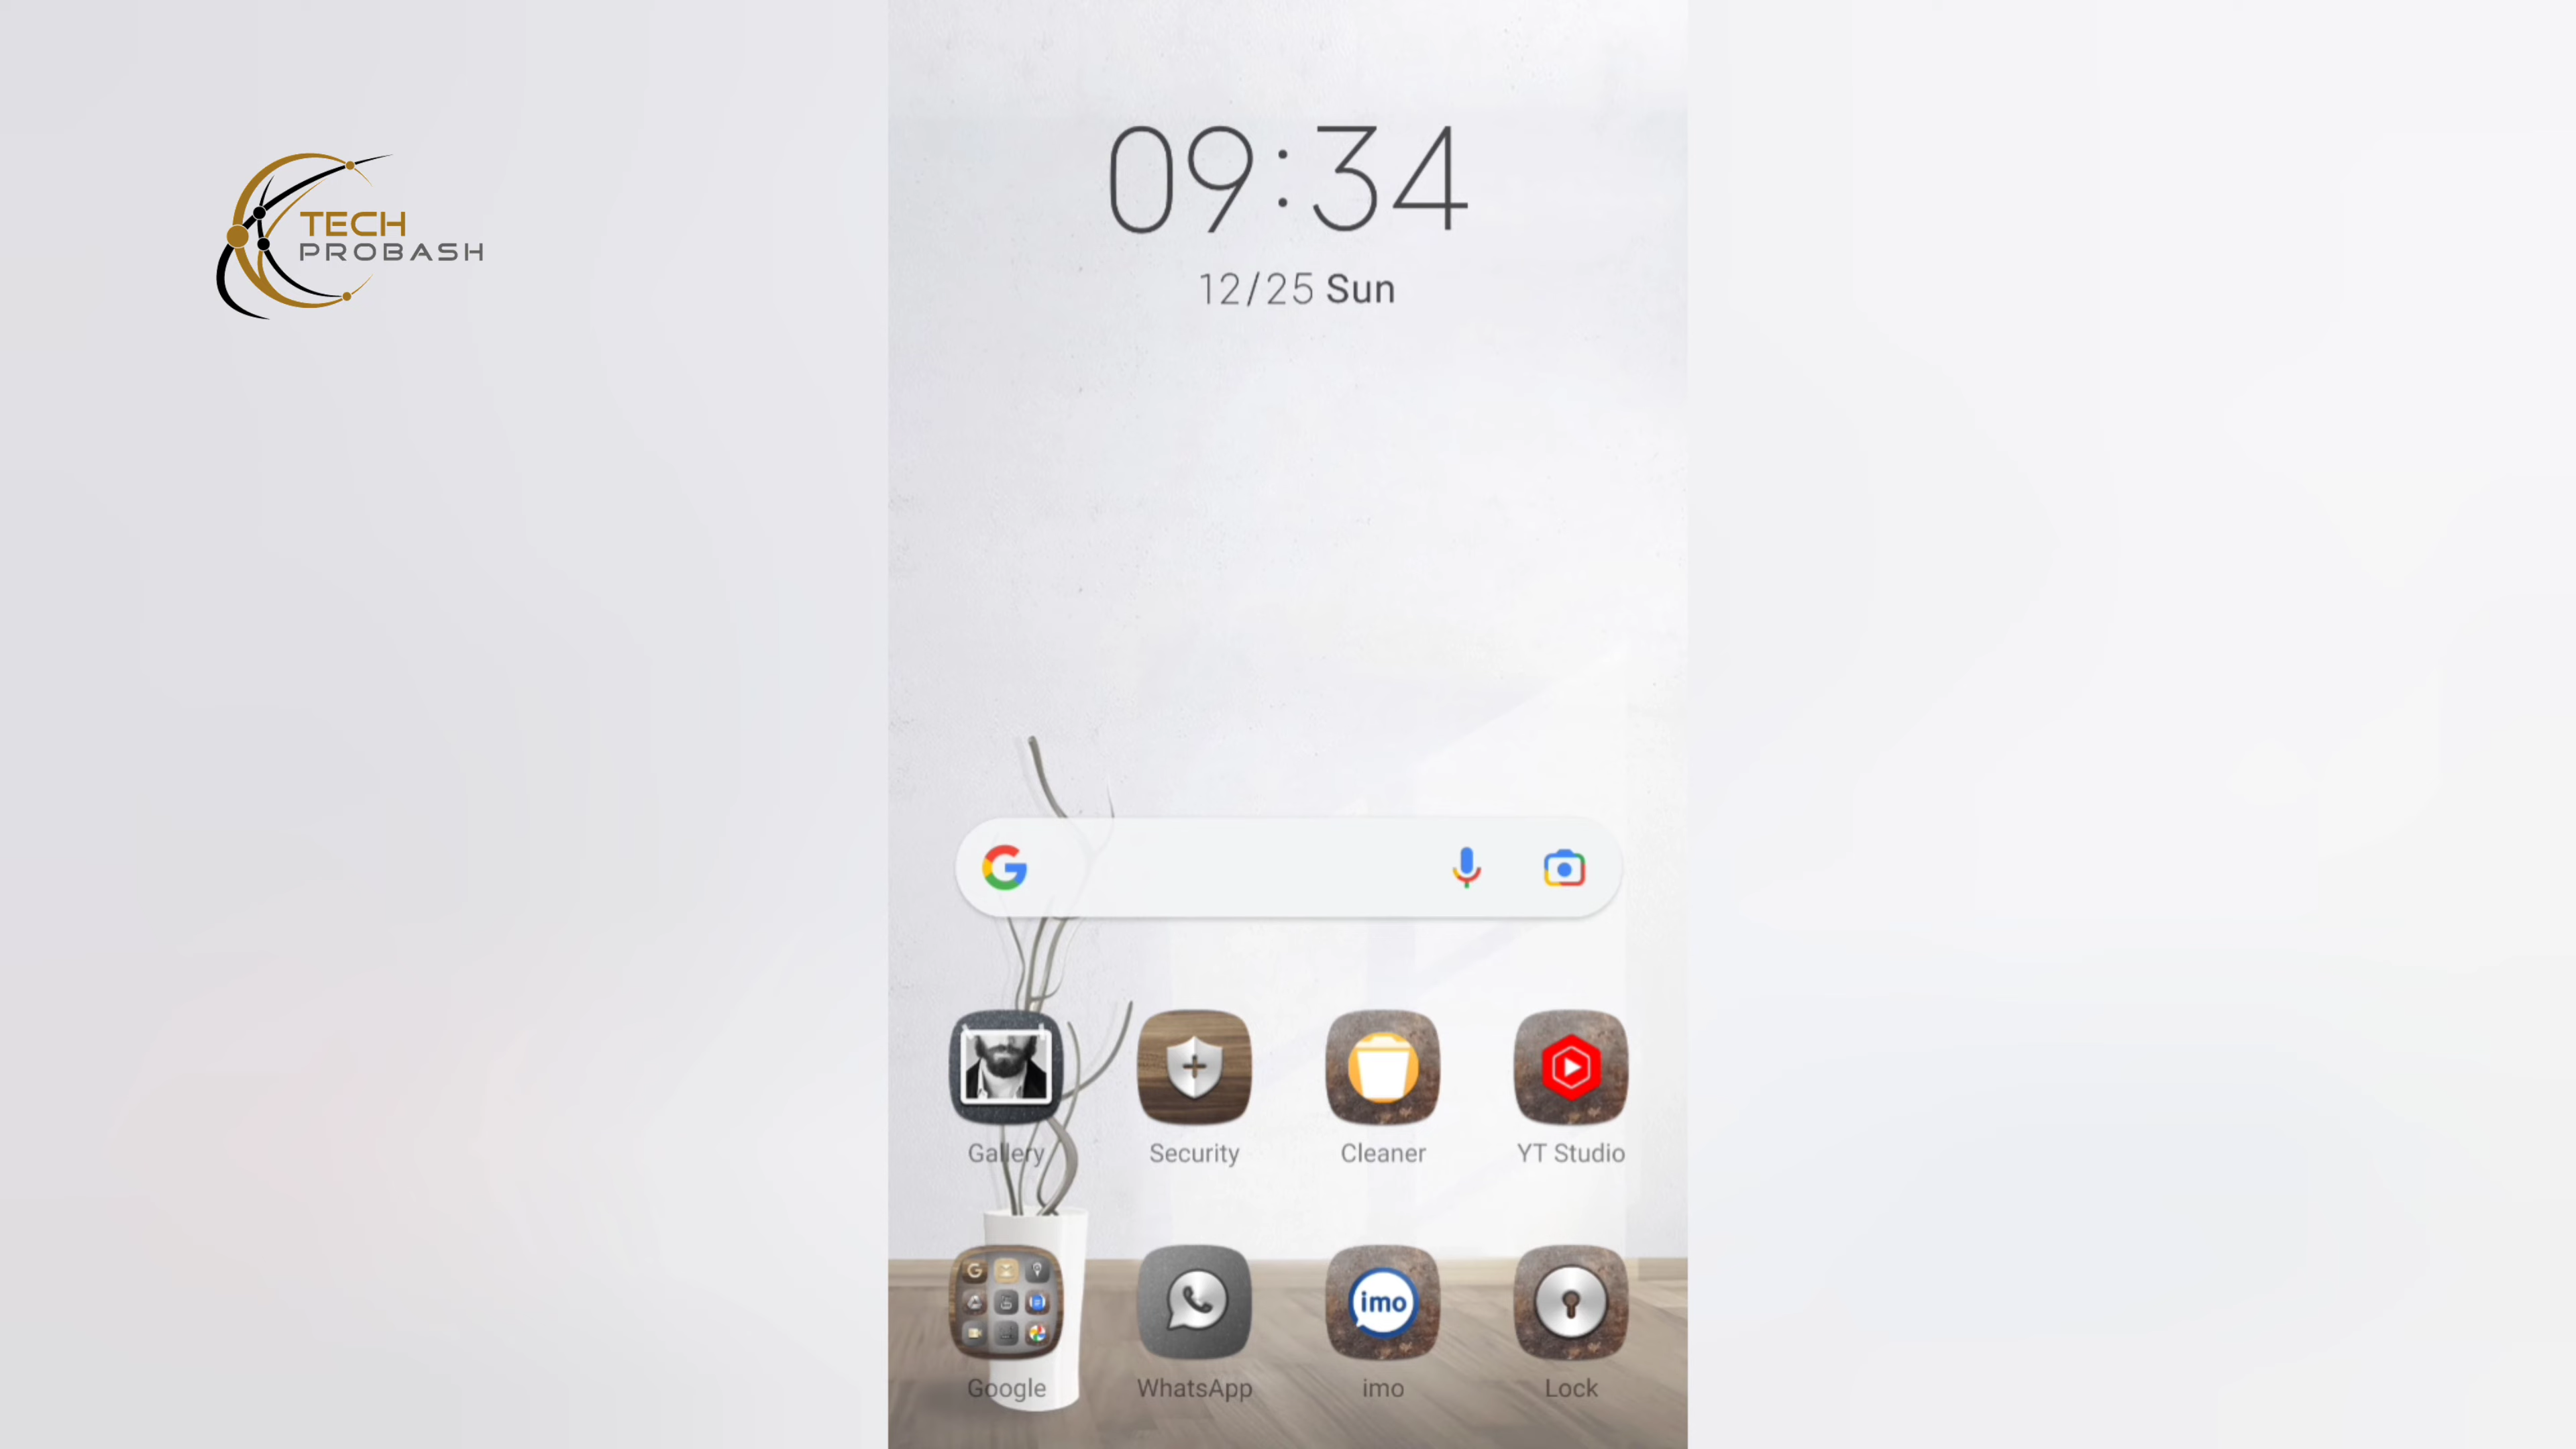 TECH
PROBASH
09:34
12/25 Sun
Gallery
Security
Cleaner
YT Studio
imo
Google
WhatsApp
imo
Lock